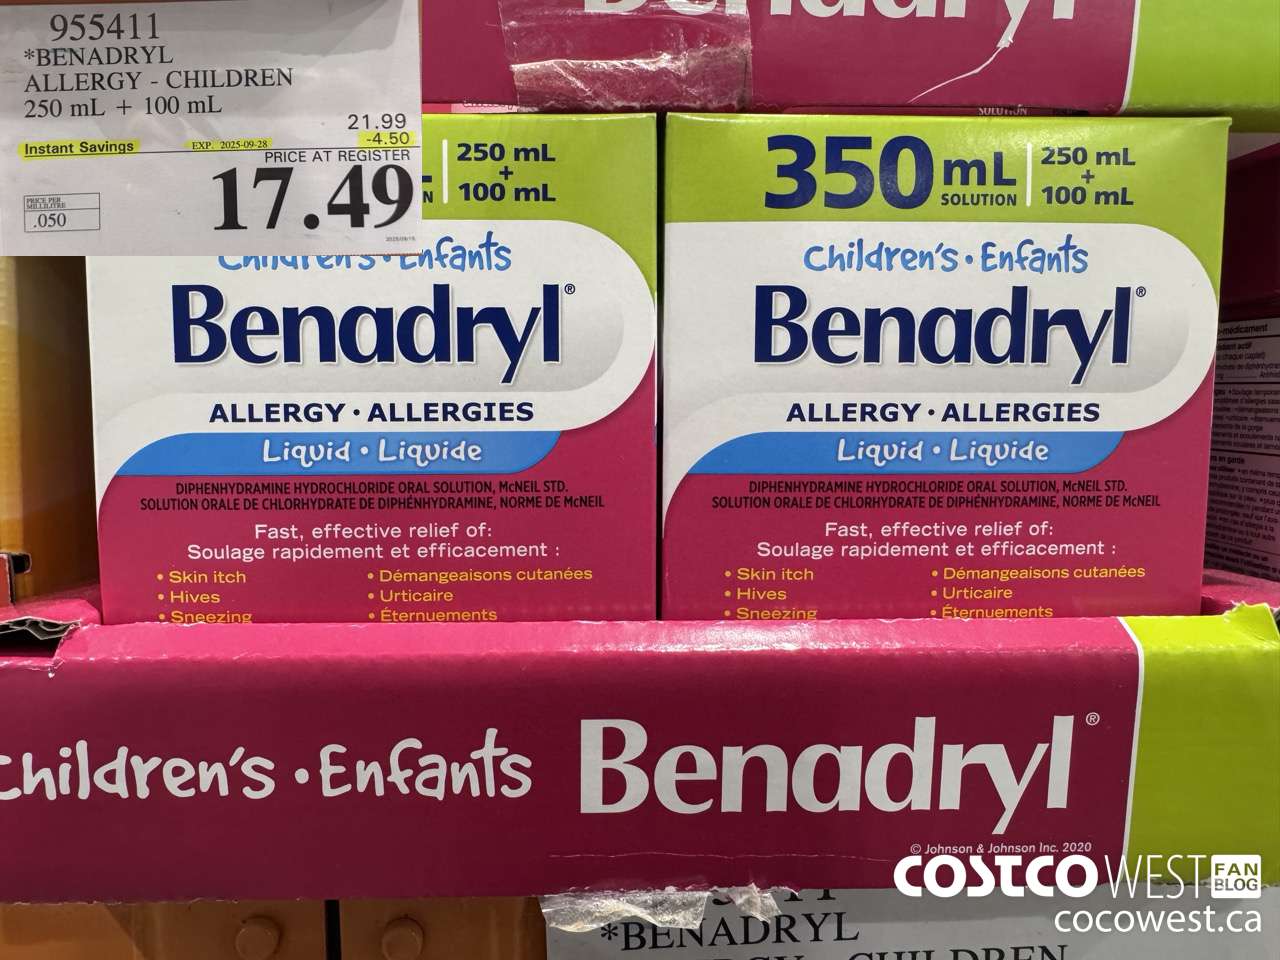 955411
*BENADRYL
ALLERGY - CHILDREN
250 mL + 100 mL
21.99
Instant Savings EXP. 2025-09-28 -4.50
PRICE AT REGISTER
17.49
PRICE PER
MILLILITRE
.050
Benadryl
SOLUTION
250 mL
+
100 mL
Children's • Enfants
Benadryl®
ALLERGY • ALLERGIES
Liquid • Liquide
DIPHENHYDRAMINE HYDROCHLORIDE ORAL SOLUTION, McNEIL STD.
SOLUTION ORALE DE CHLORHYDRATE DE DIPHÉNHYDRAMINE, NORME DE McNEIL
Fast, effective relief of:
Soulage rapidement et efficacement :
• Skin itch • Démangeaisons cutanées
• Hives • Urticaire
• Sneezing • Éternuements
350 mL
SOLUTION
250 mL
+
100 mL
Children's • Enfants
Benadryl®
ALLERGY • ALLERGIES
Liquid • Liquide
DIPHENHYDRAMINE HYDROCHLORIDE ORAL SOLUTION, McNEIL STD.
SOLUTION ORALE DE CHLORHYDRATE DE DIPHÉNHYDRAMINE, NORME DE McNEIL
Fast, effective relief of:
Soulage rapidement et efficacement :
• Skin itch • Démangeaisons cutanées
• Hives • Urticaire
• Sneezing • Éternuements
Children's • Enfants Benadryl®
© Johnson & Johnson Inc. 2020
COSTCO WEST FAN BLOG
cocowest.ca
*BENADRYL
CHILDREN